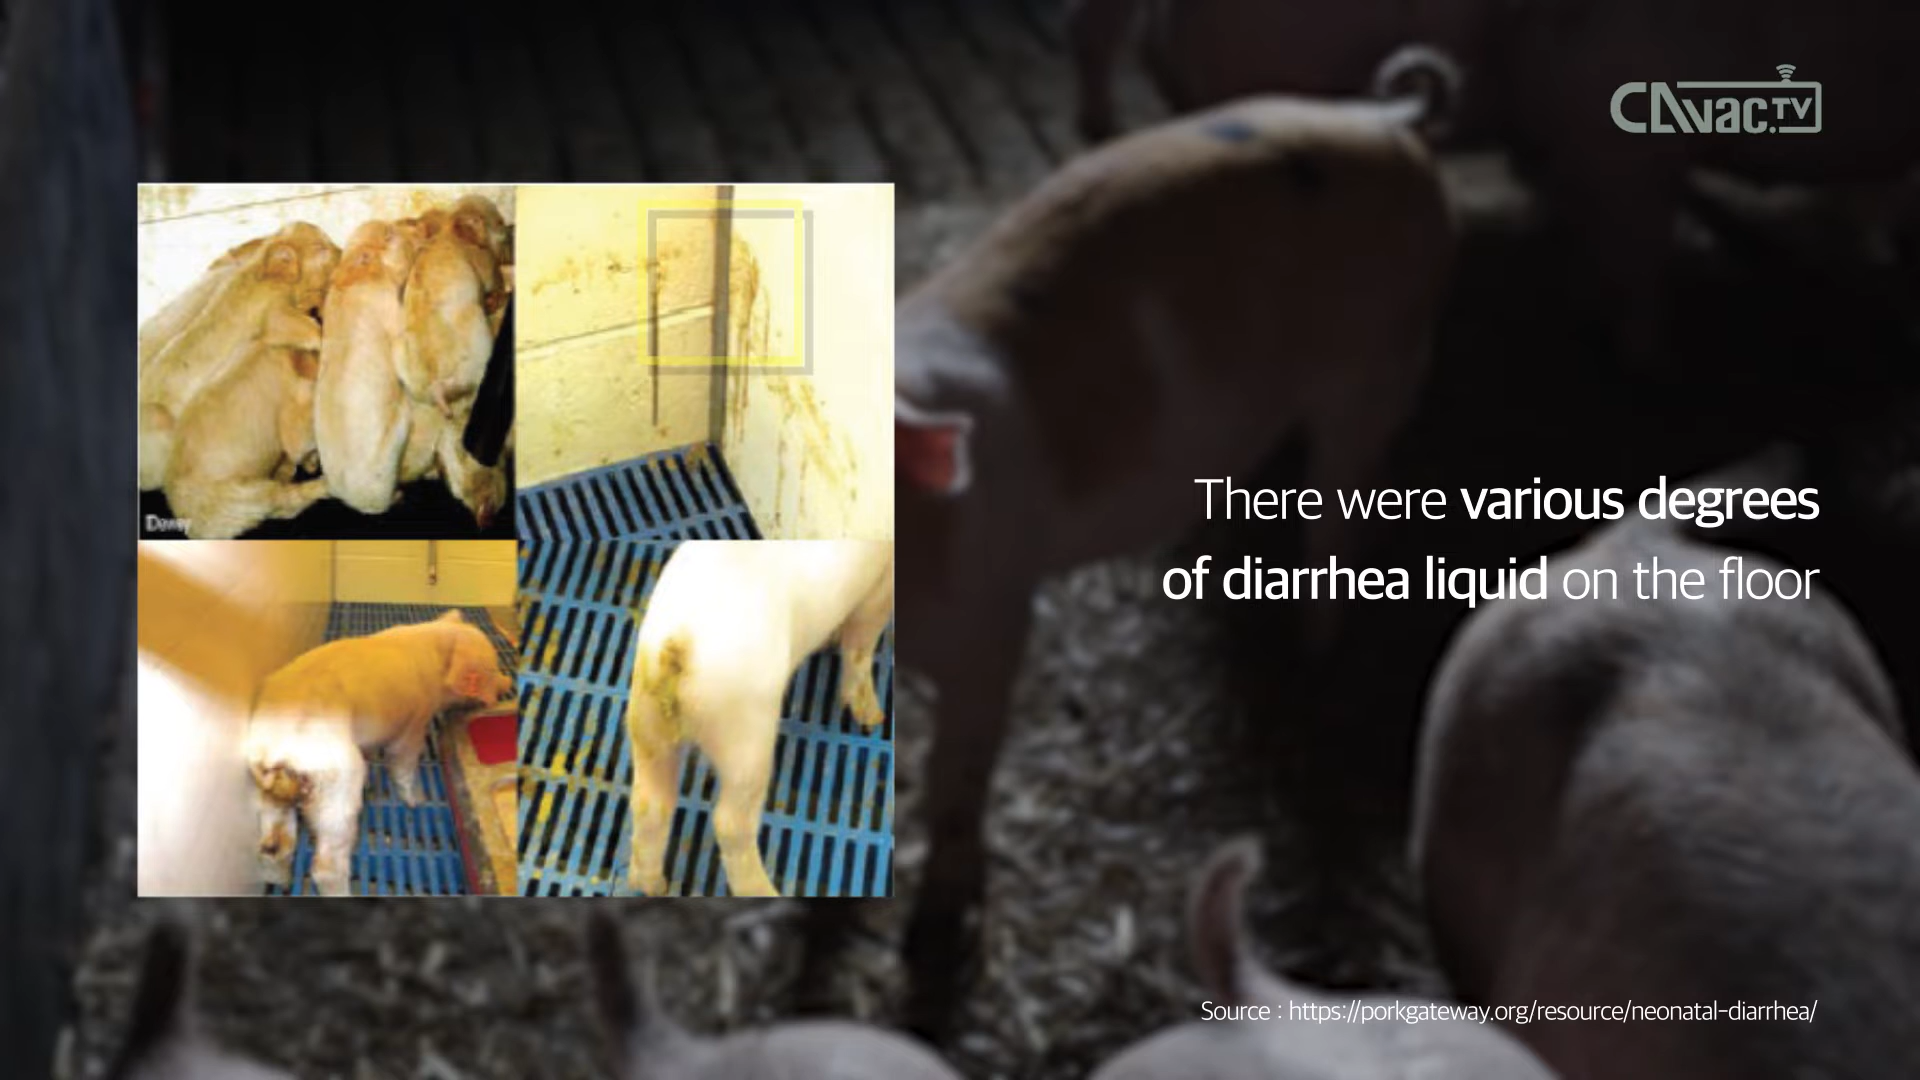 CAvac.TV
Dewey
There were various degrees
of diarrhea liquid on the floor
Source : https://porkgateway.org/resource/neonatal-diarrhea/